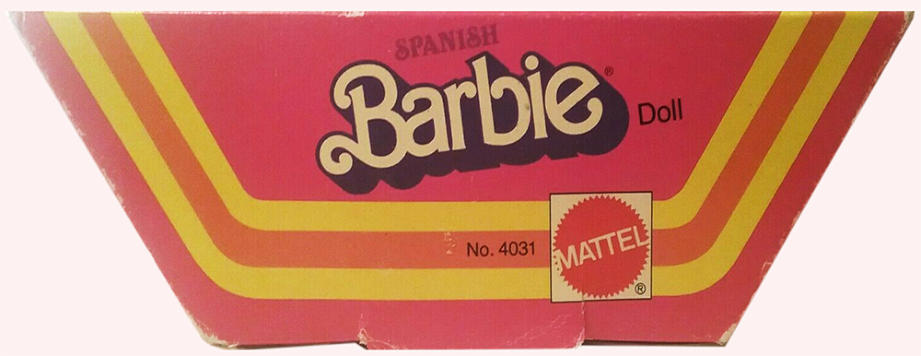 SPANISH
Barbie® Doll
No. 4031
MATTEL
®